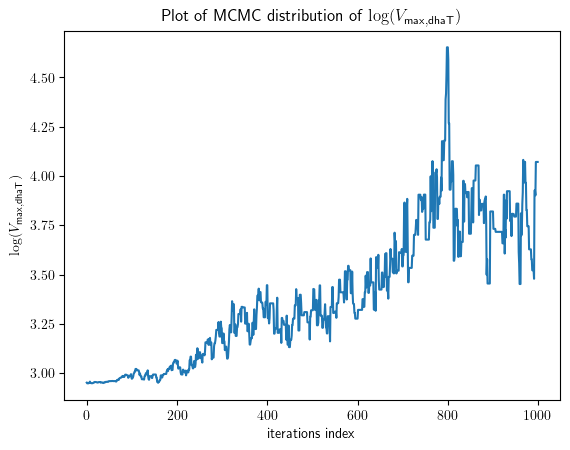 Plot of MCMC distribution of log(V_max,dhaT)
4.50
4.25
4.00
3.75
3.50
3.25
3.00
log(V_max,dhaT)
0 200 400 600 800 1000
iterations index